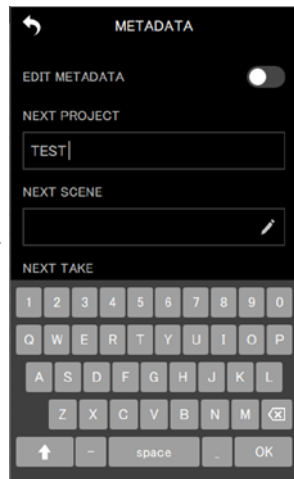 METADATA
EDIT METADATA
NEXT PROJECT
TEST
NEXT SCENE
NEXT TAKE
1 2 3 4 5 6 7 8 9 0
Q W E R T Y U I O P
A S D F G H J K L
Z X C V B N M
- space _ OK